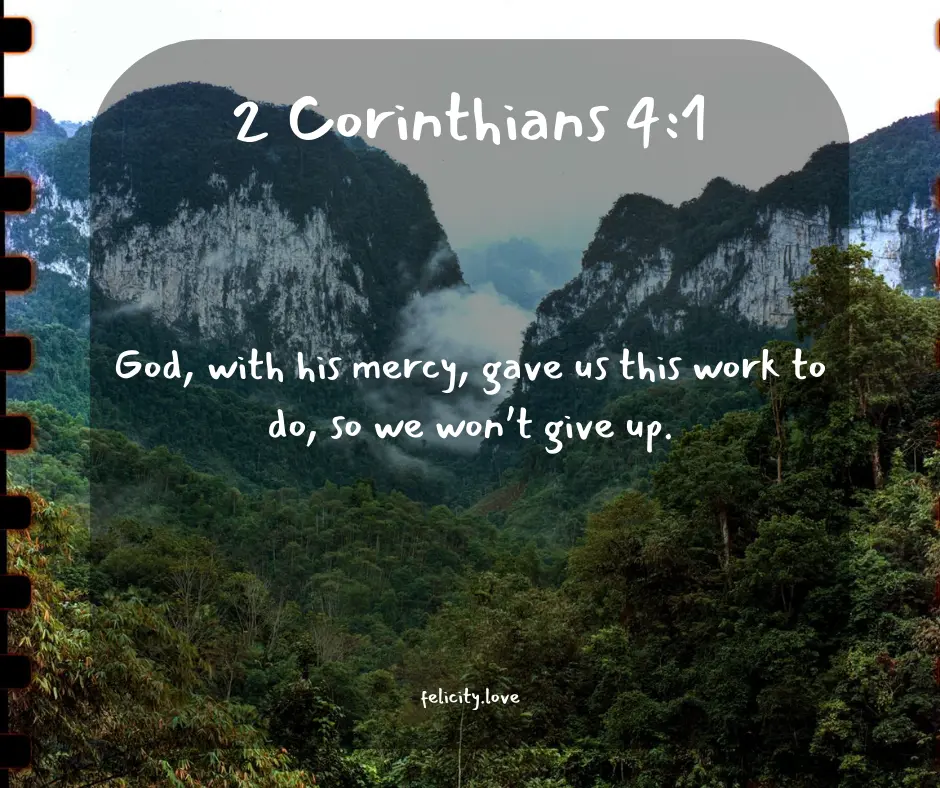 2 Corinthians 4:1
God, with his mercy, gave us this work to
do, so we won't give up.
felicity.love